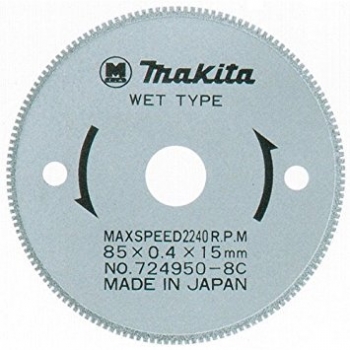 M makita
WET TYPE
MAXSPEED2240R.P.M
85×0.4×15mm
NO.724950-8C
MADE IN JAPAN